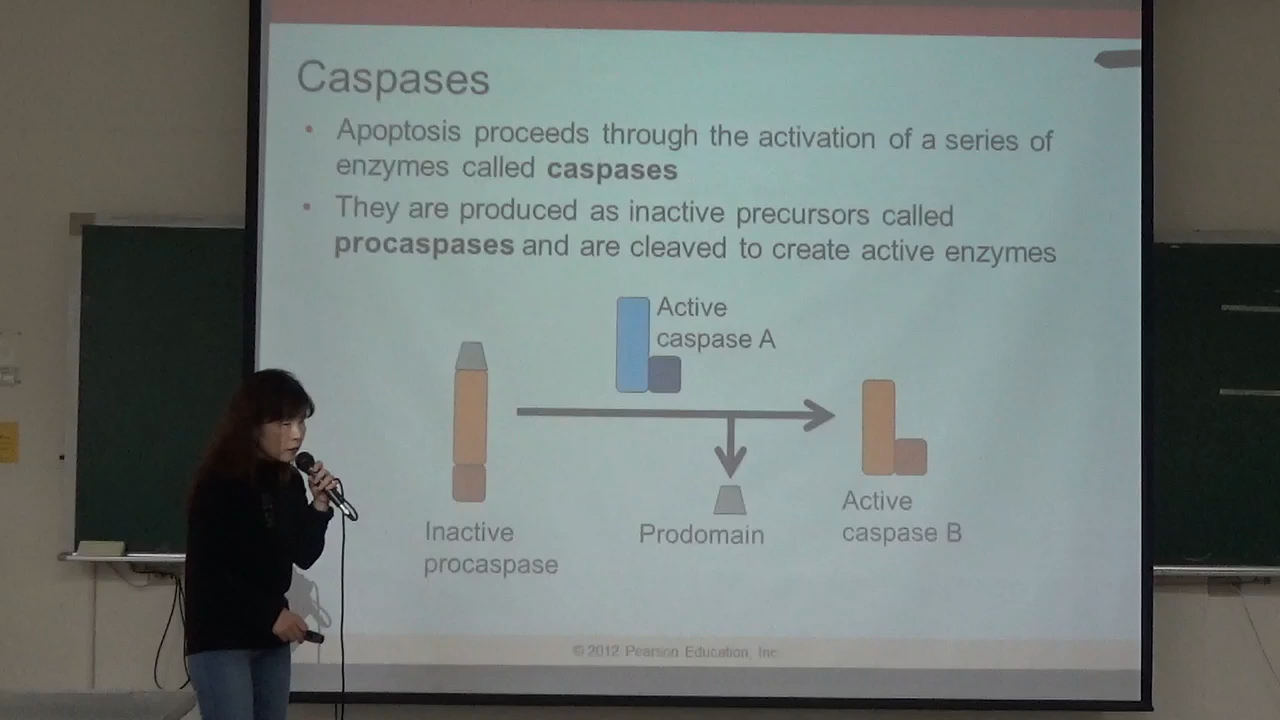 Caspases
• Apoptosis proceeds through the activation of a series of
enzymes called caspases
• They are produced as inactive precursors called
procaspases and are cleaved to create active enzymes
Active
caspase A
Inactive
procaspase
Prodomain
Active
caspase B
© 2012 Pearson Education, Inc